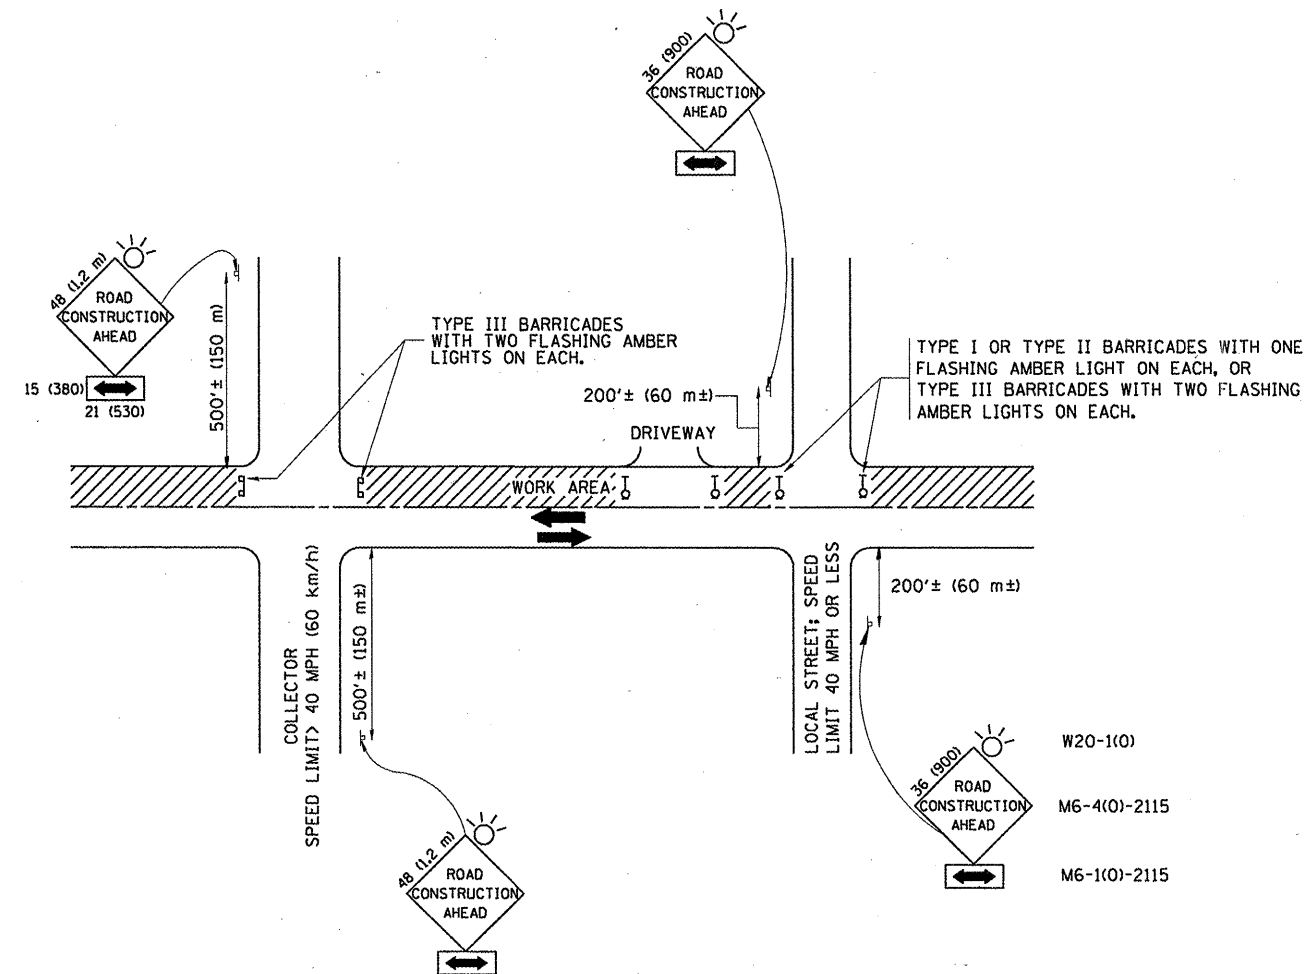 36 (900)
ROAD
CONSTRUCTION
AHEAD
48 (1.2 m)
ROAD
CONSTRUCTION
AHEAD
15 (380)
21 (530)
500'± (150 m)
TYPE III BARRICADES
WITH TWO FLASHING AMBER
LIGHTS ON EACH.
200'± (60 m±)
DRIVEWAY
TYPE I OR TYPE II BARRICADES WITH ONE
FLASHING AMBER LIGHT ON EACH, OR
TYPE III BARRICADES WITH TWO FLASHING
AMBER LIGHTS ON EACH.
WORK AREA
COLLECTOR
SPEED LIMIT> 40 MPH (60 km/h)
500'± (150 m±)
LOCAL STREET; SPEED
LIMIT 40 MPH OR LESS
200'± (60 m±)
36 (900)
ROAD
CONSTRUCTION
AHEAD
W20-1(O)
M6-4(O)-2115
M6-1(O)-2115
48 (1.2 m)
ROAD
CONSTRUCTION
AHEAD